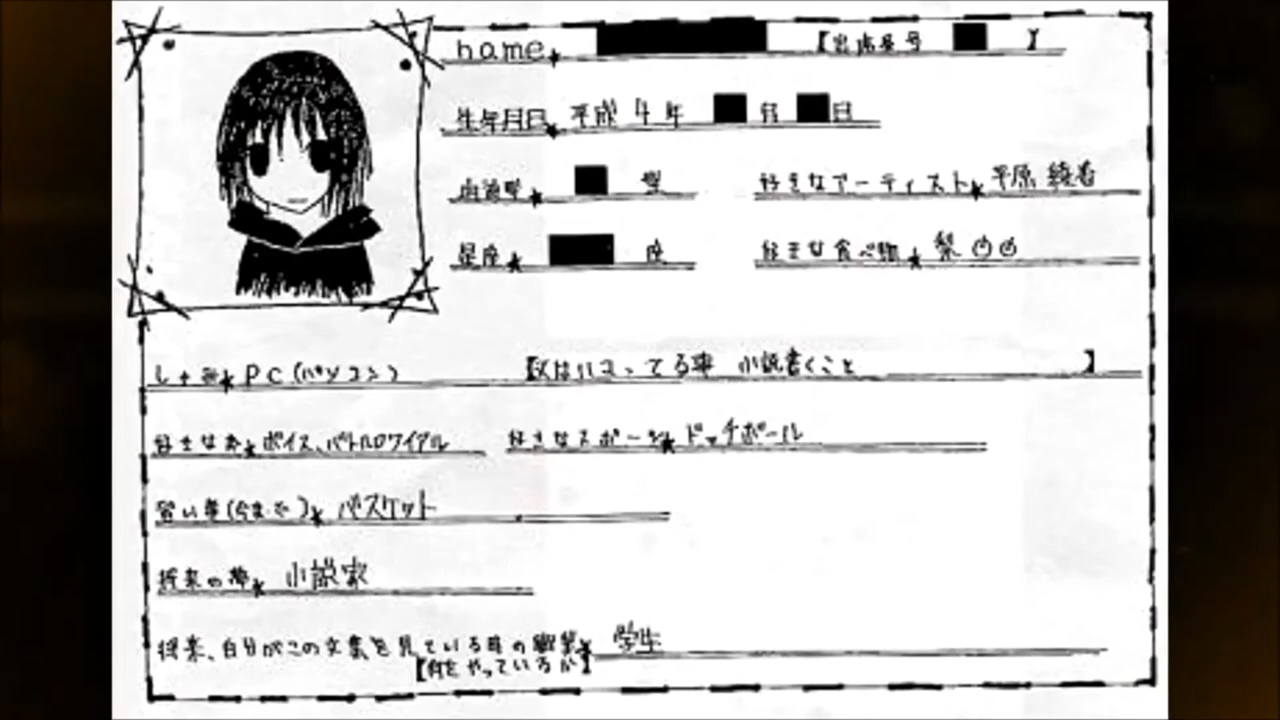 name★ 【出席番号 】
生年月日★ 平成 4 年 月 日
血液型★ 型 好きなアーティスト★ 平原 綾香
星座★ 座 好きな食べ物★ 梨
しゅみ★ PC (パソコン) 【又はハマってる事 小説書くこと 】
好きな本★ ボイス、バトルロワイアル 好きなスポーツ★ ドッチボール
習い事(今まで)★ バスケット
将来の夢★ 小説家
将来、自分がこの文集を見ている時の職業★ 学生
【何をやっているか】